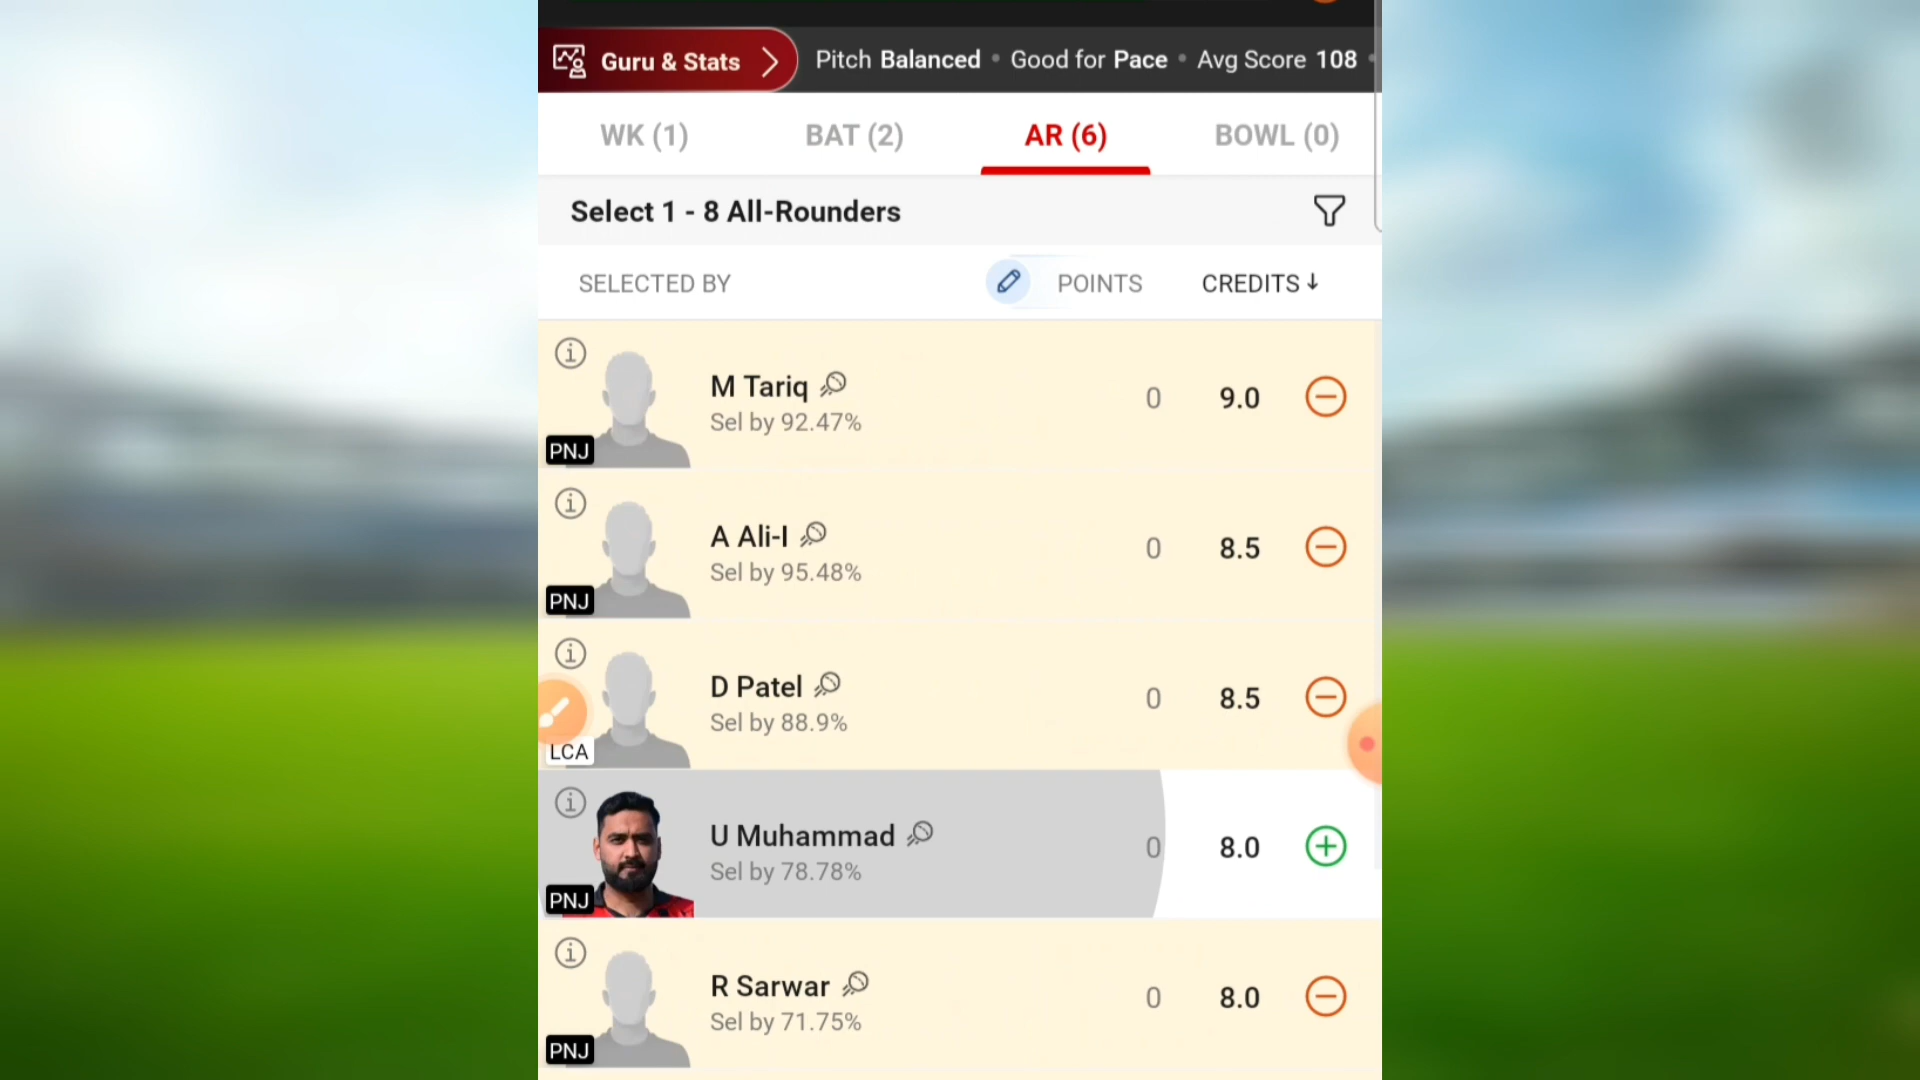 Guru & Stats
Pitch Balanced • Good for Pace • Avg Score 108 •
WK (1) BAT (2) AR (6) BOWL (0)
Select 1 - 8 All-Rounders
SELECTED BY POINTS CREDITS ↓
M Tariq
Sel by 92.47%
0 9.0
PNJ
A Ali-I
Sel by 95.48%
0 8.5
PNJ
D Patel
Sel by 88.9%
0 8.5
LCA
U Muhammad
Sel by 78.78%
0 8.0
PNJ
R Sarwar
Sel by 71.75%
0 8.0
PNJ